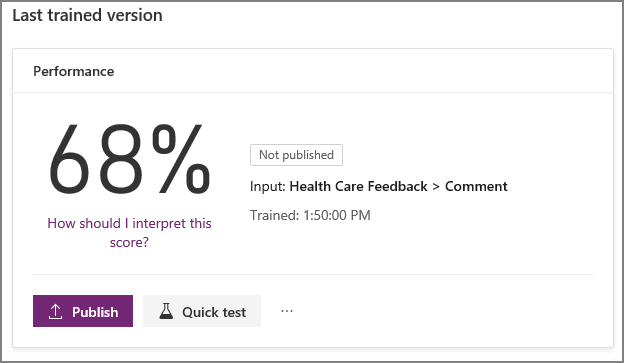 Last trained version
Performance
68%
How should I interpret this
score?
Not published
Input: Health Care Feedback > Comment
Trained: 1:50:00 PM
Publish
Quick test
...